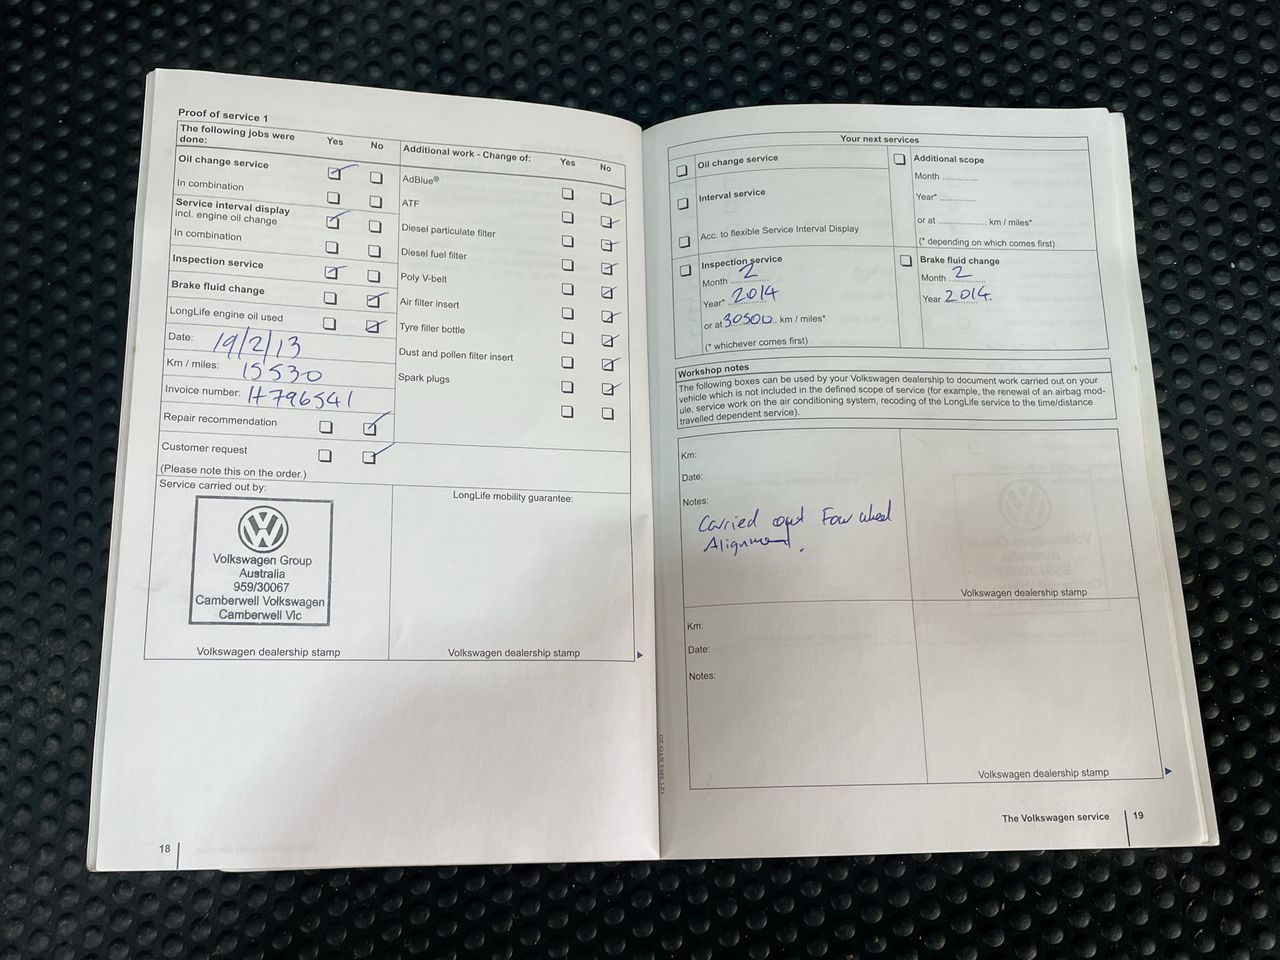 Proof of service 1
The following jobs were done:
Yes
No
Oil change service
In combination
Service interval display
incl. engine oil change
In combination
Inspection service
Brake fluid change
LongLife engine oil used
Date: 19/2/13
Km / miles: 15530
Invoice number: H796541
Repair recommendation
Customer request
(Please note this on the order.)
Additional work - Change of:
Yes
No
AdBlue®
ATF
Diesel particulate filter
Diesel fuel filter
Poly V-belt
Air filter insert
Tyre filler bottle
Dust and pollen filter insert
Spark plugs
Service carried out by:
Volkswagen Group
Australia
959/30067
Camberwell Volkswagen
Camberwell Vic
Volkswagen dealership stamp
LongLife mobility guarantee:
Volkswagen dealership stamp
18
Your next services
Oil change service
Interval service
Acc. to flexible Service Interval Display
Additional scope
Month ..............
Year* ..............
or at .................. km / miles*
(* depending on which comes first)
Inspection service
Month 2
Year* 2014
or at 30500 km / miles*
(* whichever comes first)
Brake fluid change
Month 2
Year 2014.
Workshop notes
The following boxes can be used by your Volkswagen dealership to document work carried out on your
vehicle which is not included in the defined scope of service (for example, the renewal of an airbag mod-
ule, service work on the air conditioning system, recoding of the LongLife service to the time/distance
travelled dependent service).
Km:
Date:
Notes:
Carried out Four wheel
Alignment.
Volkswagen dealership stamp
Km:
Date:
Notes:
Volkswagen dealership stamp
The Volkswagen service
19